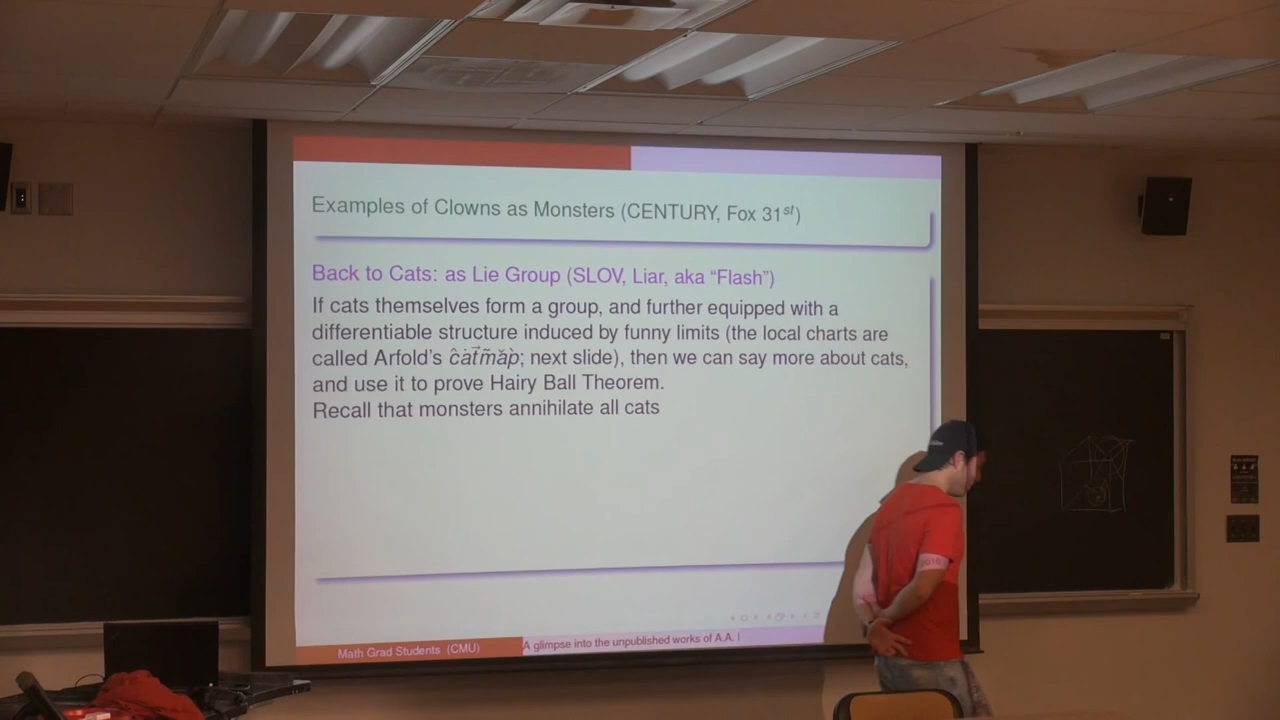 Examples of Clowns as Monsters (CENTURY, Fox 31st)
Back to Cats: as Lie Group (SLOV, Liar, aka “Flash”)
If cats themselves form a group, and further equipped with a
differentiable structure induced by funny limits (the local charts are
called Arfold's ĉȧt⃗m̃ăp̣; next slide), then we can say more about cats,
and use it to prove Hairy Ball Theorem.
Recall that monsters annihilate all cats
Math Grad Students (CMU)
A glimpse into the unpublished works of A.A.